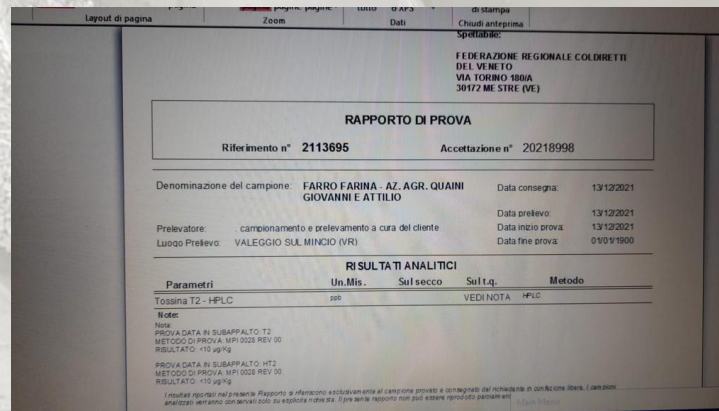 Layout di pagina
Zoom
Dati
di stampa
Chiudi anteprima
Spettabile:
FEDERAZIONE REGIONALE COLDIRETTI
DEL VENETO
VIA TORINO 180/A
30172 ME STRE (VE)
RAPPORTO DI PROVA
Riferimento n° 2113695 Accettazione n° 20218998
Denominazione del campione: FARRO FARINA - AZ. AGR. QUAINI Data consegna: 13/12/2021
GIOVANNI E ATTILIO
Data prelievo: 13/12/2021
Prelevatore: . campionamento e prelevamento a cura del cliente Data inizio prova: 13/12/2021
Luogo Prelievo: VALEGGIO SUL MINCIO (VR) Data fine prova: 01/01/1900
RISULTATI ANALITICI
Parametri Un.Mis. Sul secco Sul t.q. Metodo
Tossina T2 - HPLC ppb VEDI NOTA HPLC
Note:
Nota:
PROVA DATA IN SUBAPPALTO: T2
METODO DI PROVA: MPI 0028 REV 00
RISULTATO: <10 µg/Kg
PROVA DATA IN SUBAPPALTO: HT2
METODO DI PROVA: MPI 0028 REV 00
RISULTATO: <10 µg/Kg
I risultati riportati nel presente Rapporto si riferiscono esclusivamente al campione provato e consegnato dal richiedente in confezione libera. I campioni
analizzati verranno conservati solo su esplicita richiesta. Il presente rapporto non può essere riprodotto parzialment
Main Menu